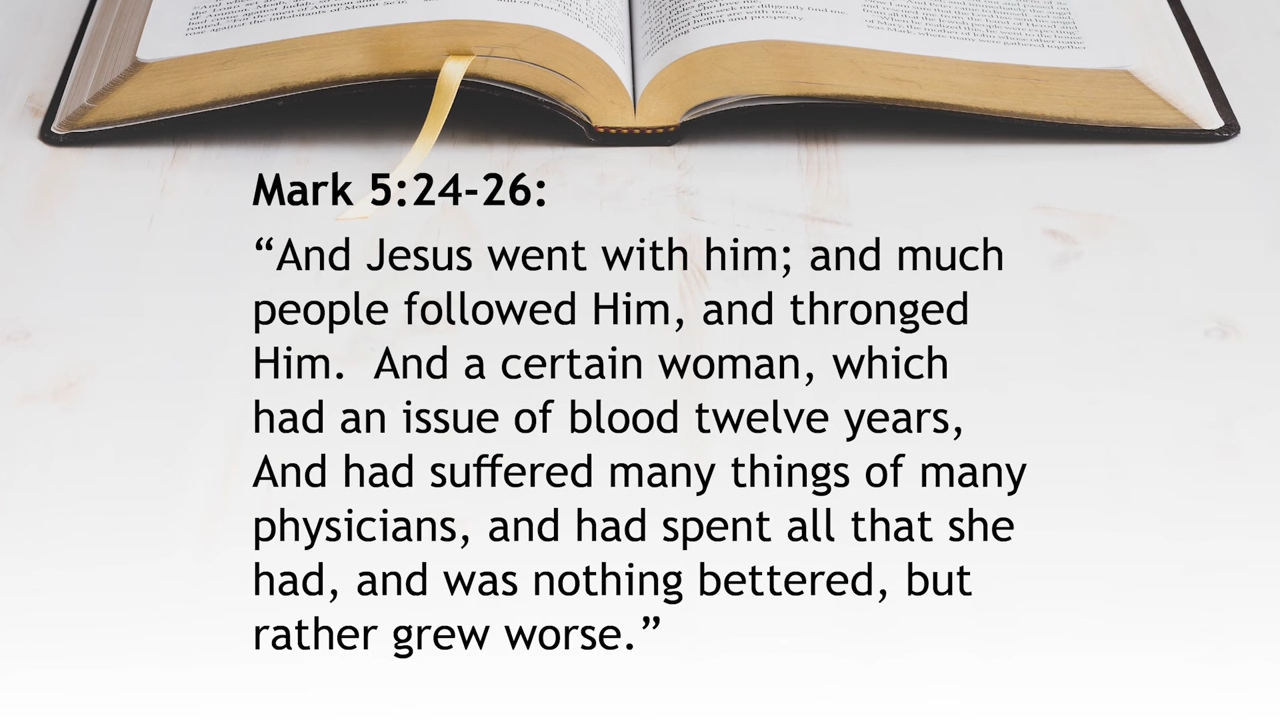 Mark 5:24-26:
“And Jesus went with him; and much
people followed Him, and thronged
Him.  And a certain woman, which
had an issue of blood twelve years,
And had suffered many things of many
physicians, and had spent all that she
had, and was nothing bettered, but
rather grew worse.”